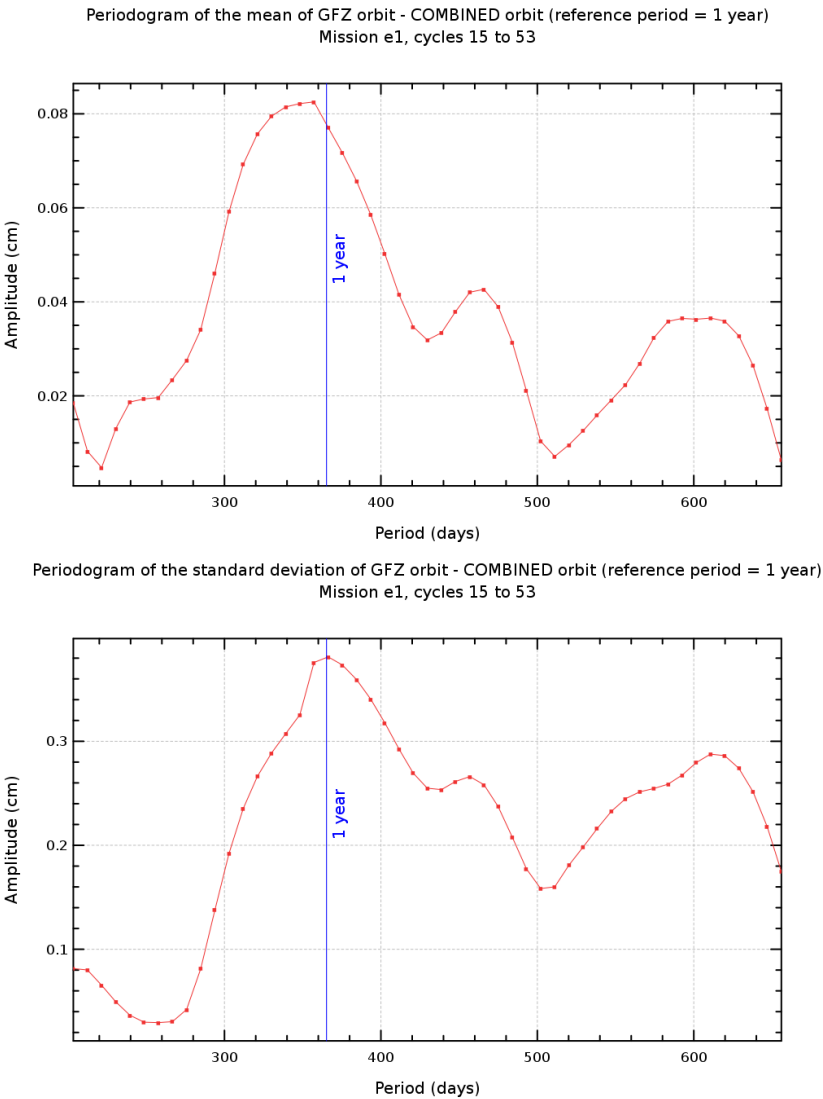 Periodogram of the mean of GFZ orbit - COMBINED orbit (reference period = 1 year)
Mission e1, cycles 15 to 53
0.08
0.06
0.04
0.02
Amplitude (cm)
1 year
300 400 500 600
Period (days)
Periodogram of the standard deviation of GFZ orbit - COMBINED orbit (reference period = 1 year)
Mission e1, cycles 15 to 53
0.3
0.2
0.1
Amplitude (cm)
1 year
300 400 500 600
Period (days)